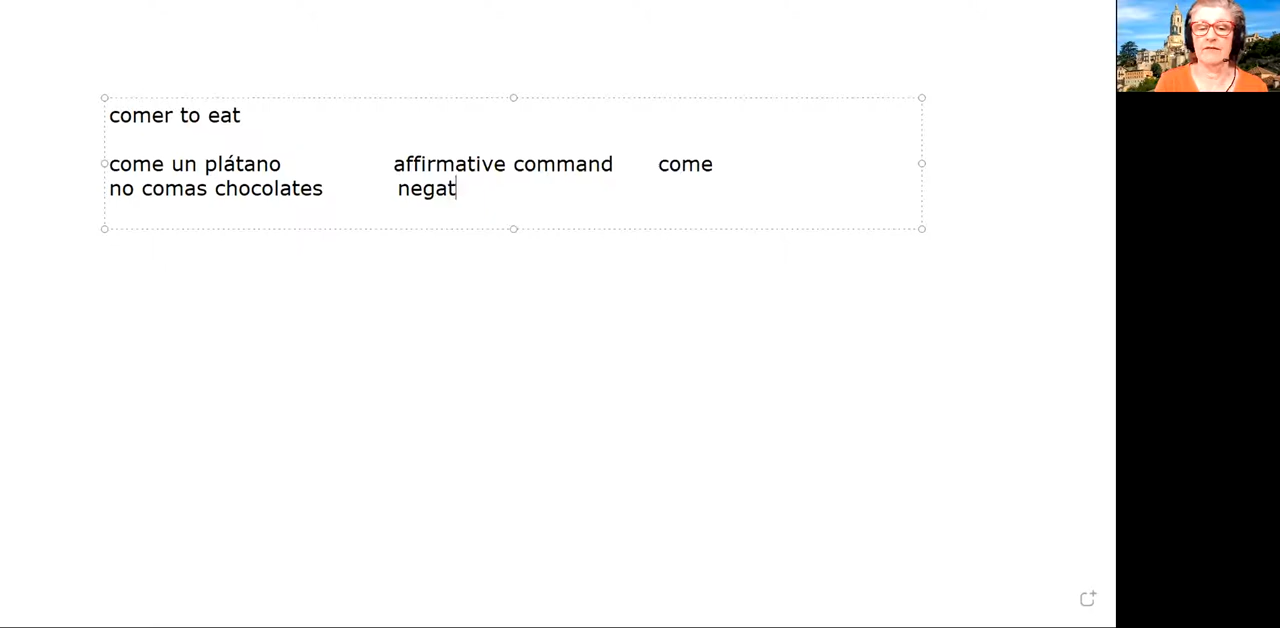 comer to eat
come un plátano affirmative command come
no comas chocolates negat